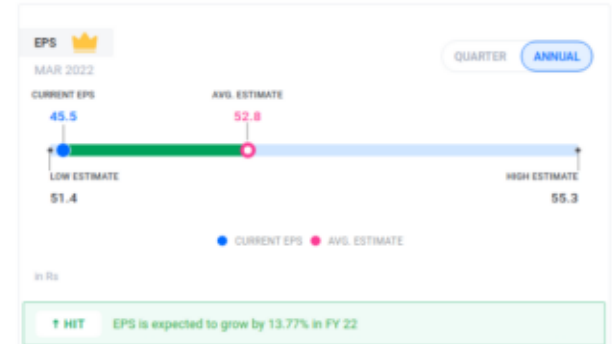 EPS
QUARTER ANNUAL
MAR 2022
CURRENT EPS AVG. ESTIMATE
45.5 52.8
LOW ESTIMATE HIGH ESTIMATE
51.4 55.3
CURRENT EPS AVG. ESTIMATE
in Rs
↑ HIT EPS is expected to grow by 13.77% in FY 22